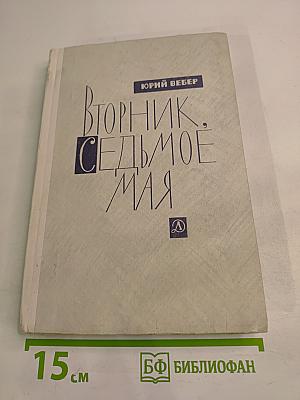 ЮРИЙ ВЕБЕР
ВТОРНИК,
СЕДЬМОЕ
МАЯ
Д
15 см
БФ БИБЛИОФАН